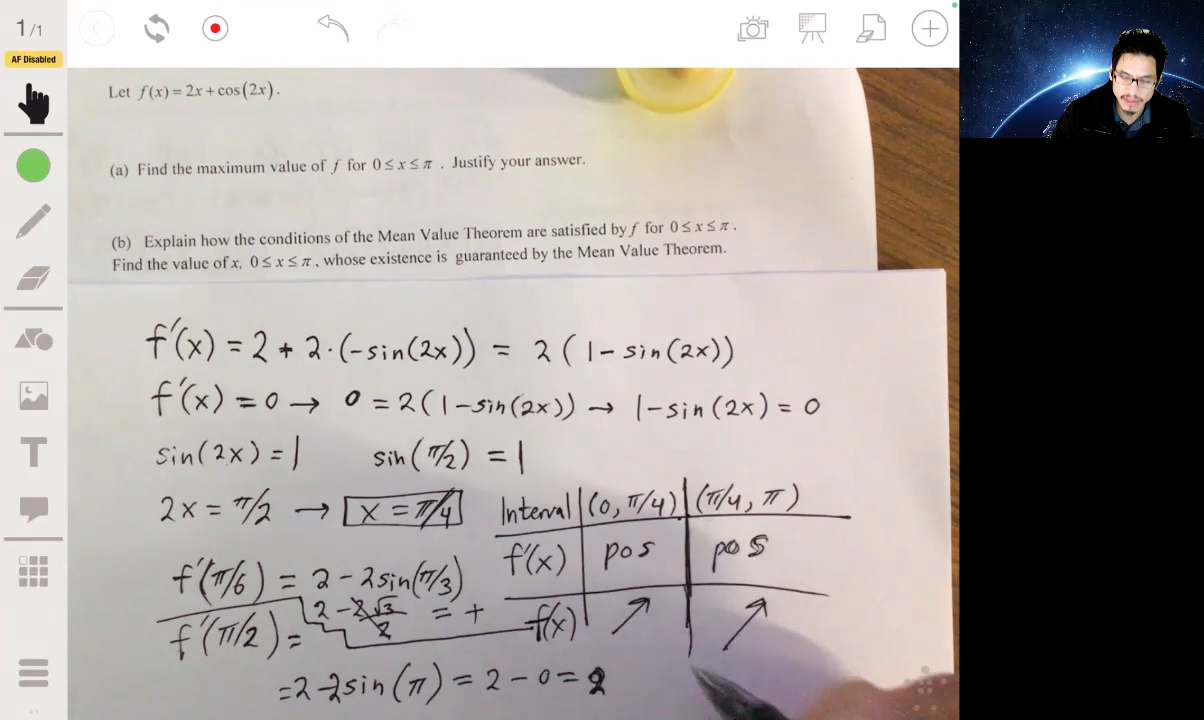 1/1
AF Disabled
Let f(x) = 2x + cos(2x).
(a) Find the maximum value of f for 0 ≤ x ≤ π . Justify your answer.
(b) Explain how the conditions of the Mean Value Theorem are satisfied by f for 0 ≤ x ≤ π .
Find the value of x, 0 ≤ x ≤ π , whose existence is guaranteed by the Mean Value Theorem.
f'(x) = 2 + 2·(-sin(2x)) = 2(1 - sin(2x))
f'(x) = 0 → 0 = 2(1-sin(2x)) → 1-sin(2x) = 0
sin(2x) = 1 sin(π/2) = 1
2x = π/2 → x = π/4
Interval (0, π/4) (π/4, π)
f'(x) pos pos
f(x) ↗ ↗
f'(π/6) = 2 - 2sin(π/3)
2 - 2√3/2 = +
f'(π/2) =
= 2-2sin(π) = 2 - 0 = 2
T